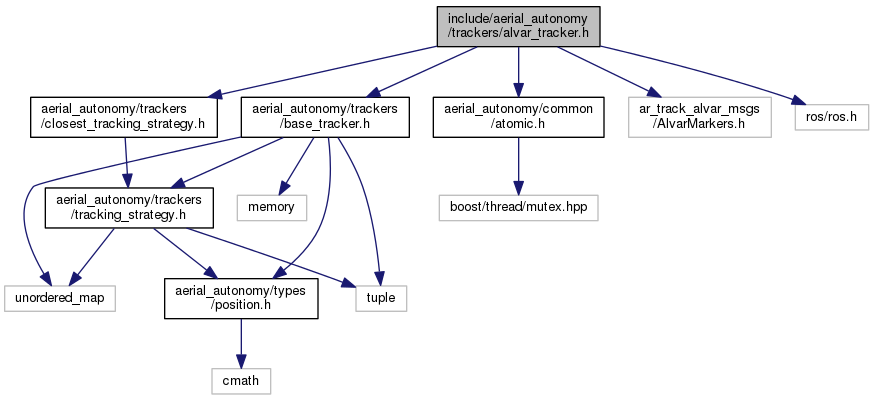 include/aerial_autonomy
/trackers/alvar_tracker.h
aerial_autonomy/trackers
/closest_tracking_strategy.h
aerial_autonomy/trackers
/base_tracker.h
aerial_autonomy/common
/atomic.h
ar_track_alvar_msgs
/AlvarMarkers.h
ros/ros.h
aerial_autonomy/trackers
/tracking_strategy.h
memory
boost/thread/mutex.hpp
unordered_map
aerial_autonomy/types
/position.h
tuple
cmath